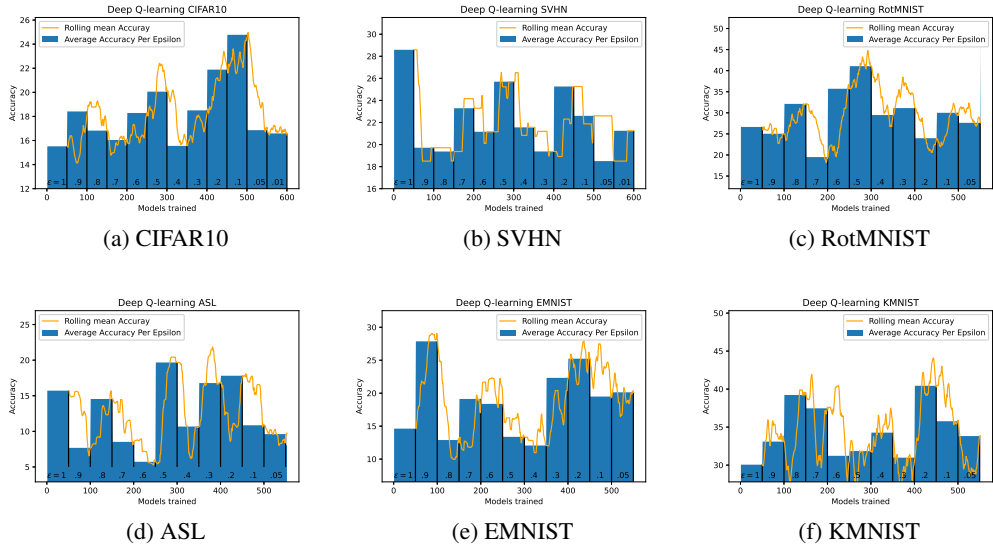 Deep Q-learning CIFAR10
Rolling mean Accuray
Average Accuracy Per Epsilon
Accuracy
26
24
22
20
18
16
14
12
ε = 1 .9 .8 .7 .6 .5 .4 .3 .2 .1 .05 .01
0 100 200 300 400 500 600
Models trained
(a) CIFAR10
Deep Q-learning SVHN
Rolling mean Accuray
Average Accuracy Per Epsilon
Accuracy
30
28
26
24
22
20
18
16
ε = 1 .9 .8 .7 .6 .5 .4 .3 .2 .1 .05 .01
0 100 200 300 400 500 600
Models trained
(b) SVHN
Deep Q-learning RotMNIST
Rolling mean Accuray
Average Accuracy Per Epsilon
Accuracy
50
45
40
35
30
25
20
15
ε = 1 .9 .8 .7 .6 .5 .4 .3 .2 .1 .05
0 100 200 300 400 500
Models trained
(c) RotMNIST
Deep Q-learning ASL
Rolling mean Accuray
Average Accuracy Per Epsilon
Accuracy
25
20
15
10
5
ε = 1 .9 .8 .7 .6 .5 .4 .3 .2 .1 .05
0 100 200 300 400 500
Models trained
(d) ASL
Deep Q-learning EMNIST
Rolling mean Accuray
Average Accuracy Per Epsilon
Accuracy
30
25
20
15
10
ε = 1 .9 .8 .7 .6 .5 .4 .3 .2 .1 .05
0 100 200 300 400 500
Models trained
(e) EMNIST
Deep Q-learning KMNIST
Rolling mean Accuray
Average Accuracy Per Epsilon
Accuracy
50
45
40
35
30
ε = 1 .9 .8 .7 .6 .5 .4 .3 .2 .1 .05
0 100 200 300 400 500
Models trained
(f) KMNIST